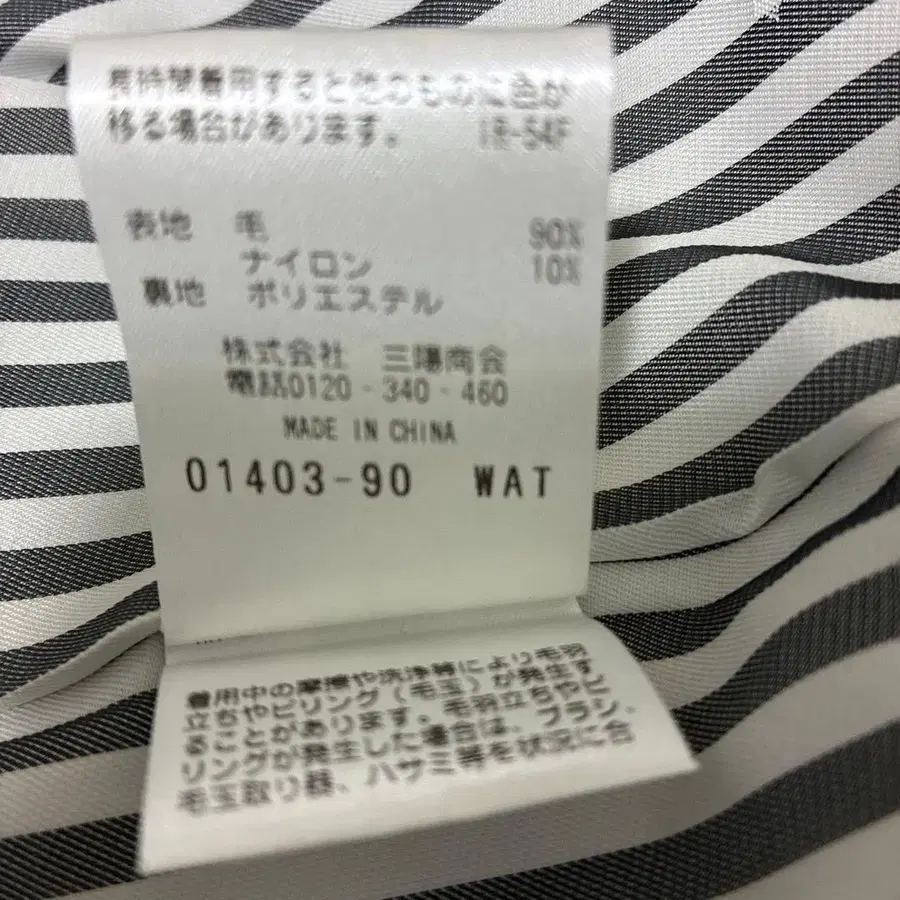 長時間着用すると他のものに色が
移る場合があります。 IR-54F
表地 毛 90%
ナイロン 10%
裏地 ポリエステル
株式会社 三陽商会
電話0120-340-460
MADE IN CHINA
01403-90 WAT
着用中の摩擦や洗浄等により毛羽
立ちやピリング(毛玉)が発生す
ることがあります。毛羽立ちやピ
リングが発生した場合は、ブラシ・
毛玉取り器、ハサミ等を状況に合